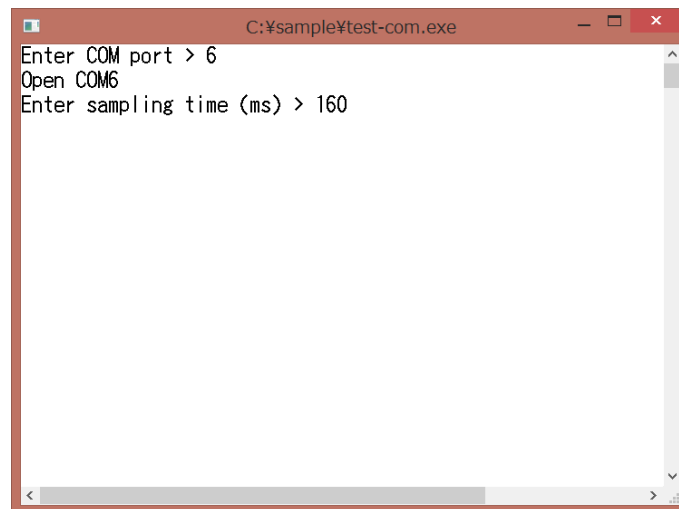 C:¥sample¥test-com.exe
Enter COM port > 6
Open COM6
Enter sampling time (ms) > 160